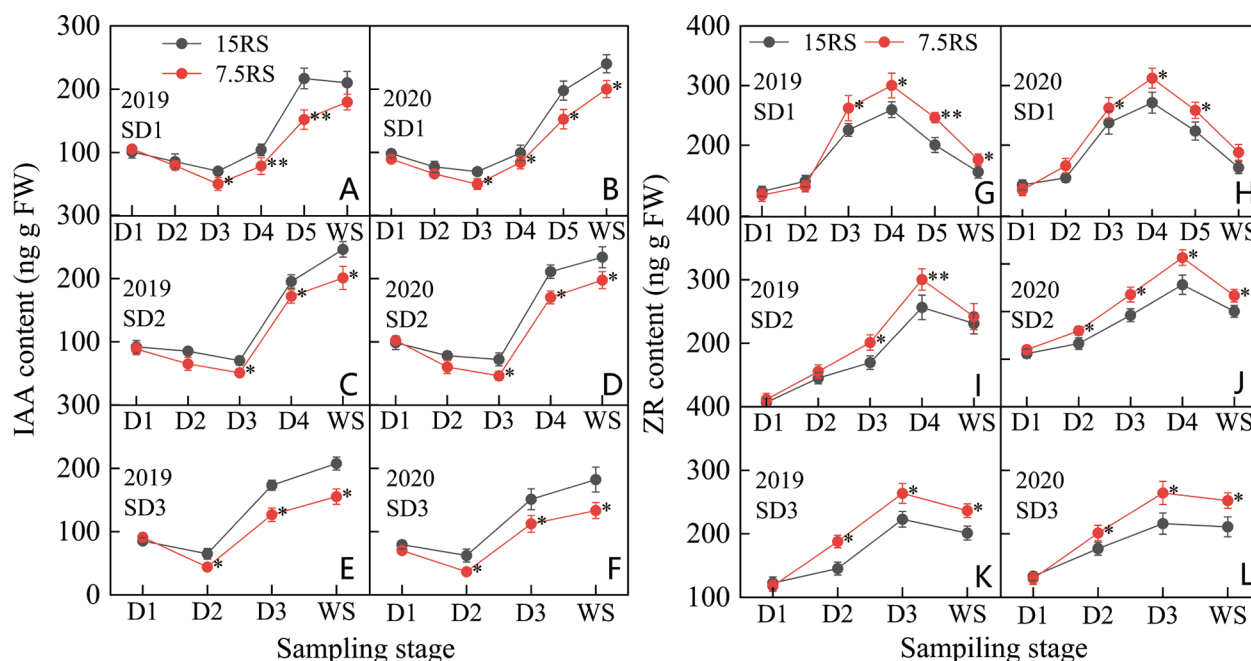 IAA content (ng g FW)
300
200
100
15RS
7.5RS
2019
SD1
A
2020
SD1
B
* ** ** * * * *
D1 D2 D3 D4 D5 WS
D1 D2 D3 D4 D5 WS
300
200
100
2019
SD2
C
2020
SD2
D
* * * * * *
D1 D2 D3 D4 WS
D1 D2 D3 D4 WS
300
200
100
0
2019
SD3
E
2020
SD3
F
* * * * * *
D1 D2 D3 WS
D1 D2 D3 WS
Sampling stage
ZR content (ng g FW)
400
300
200
15RS
7.5RS
2019
SD1
G
2020
SD1
H
* * ** * * * *
D1 D2 D3 D4 D5 WS
D1 D2 D3 D4 D5 WS
400
300
200
2019
SD2
I
2020
SD2
J
* ** * * * *
D1 D2 D3 D4 WS
D1 D2 D3 D4 WS
400
300
200
100
2019
SD3
K
2020
SD3
L
* * * * * *
D1 D2 D3 WS
D1 D2 D3 WS
Sampiling stage